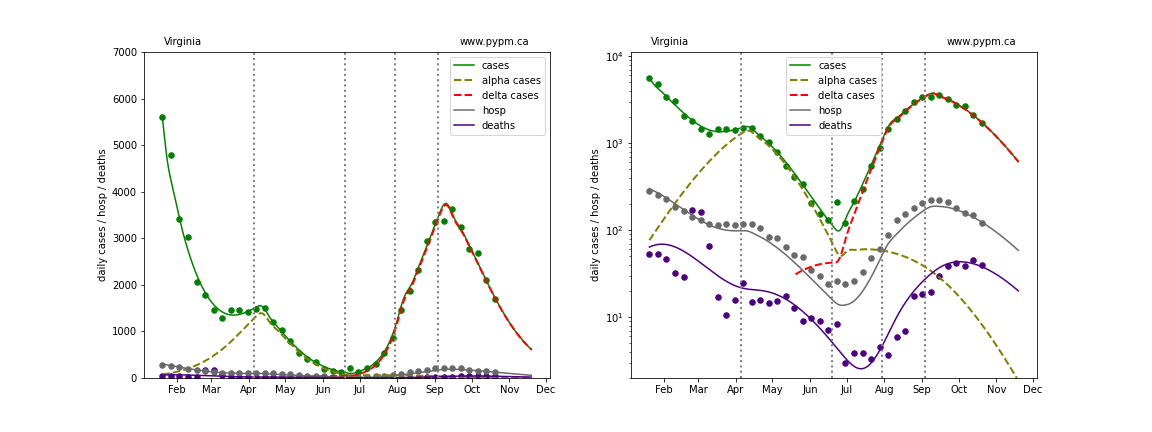 Virginia
www.pypm.ca
7000
6000
5000
4000
3000
2000
1000
0
daily cases / hosp / deaths
cases
alpha cases
delta cases
hosp
deaths
Feb Mar Apr May Jun Jul Aug Sep Oct Nov Dec
Virginia
www.pypm.ca
10⁴
10³
10²
10¹
daily cases / hosp / deaths
cases
alpha cases
delta cases
hosp
deaths
Feb Mar Apr May Jun Jul Aug Sep Oct Nov Dec